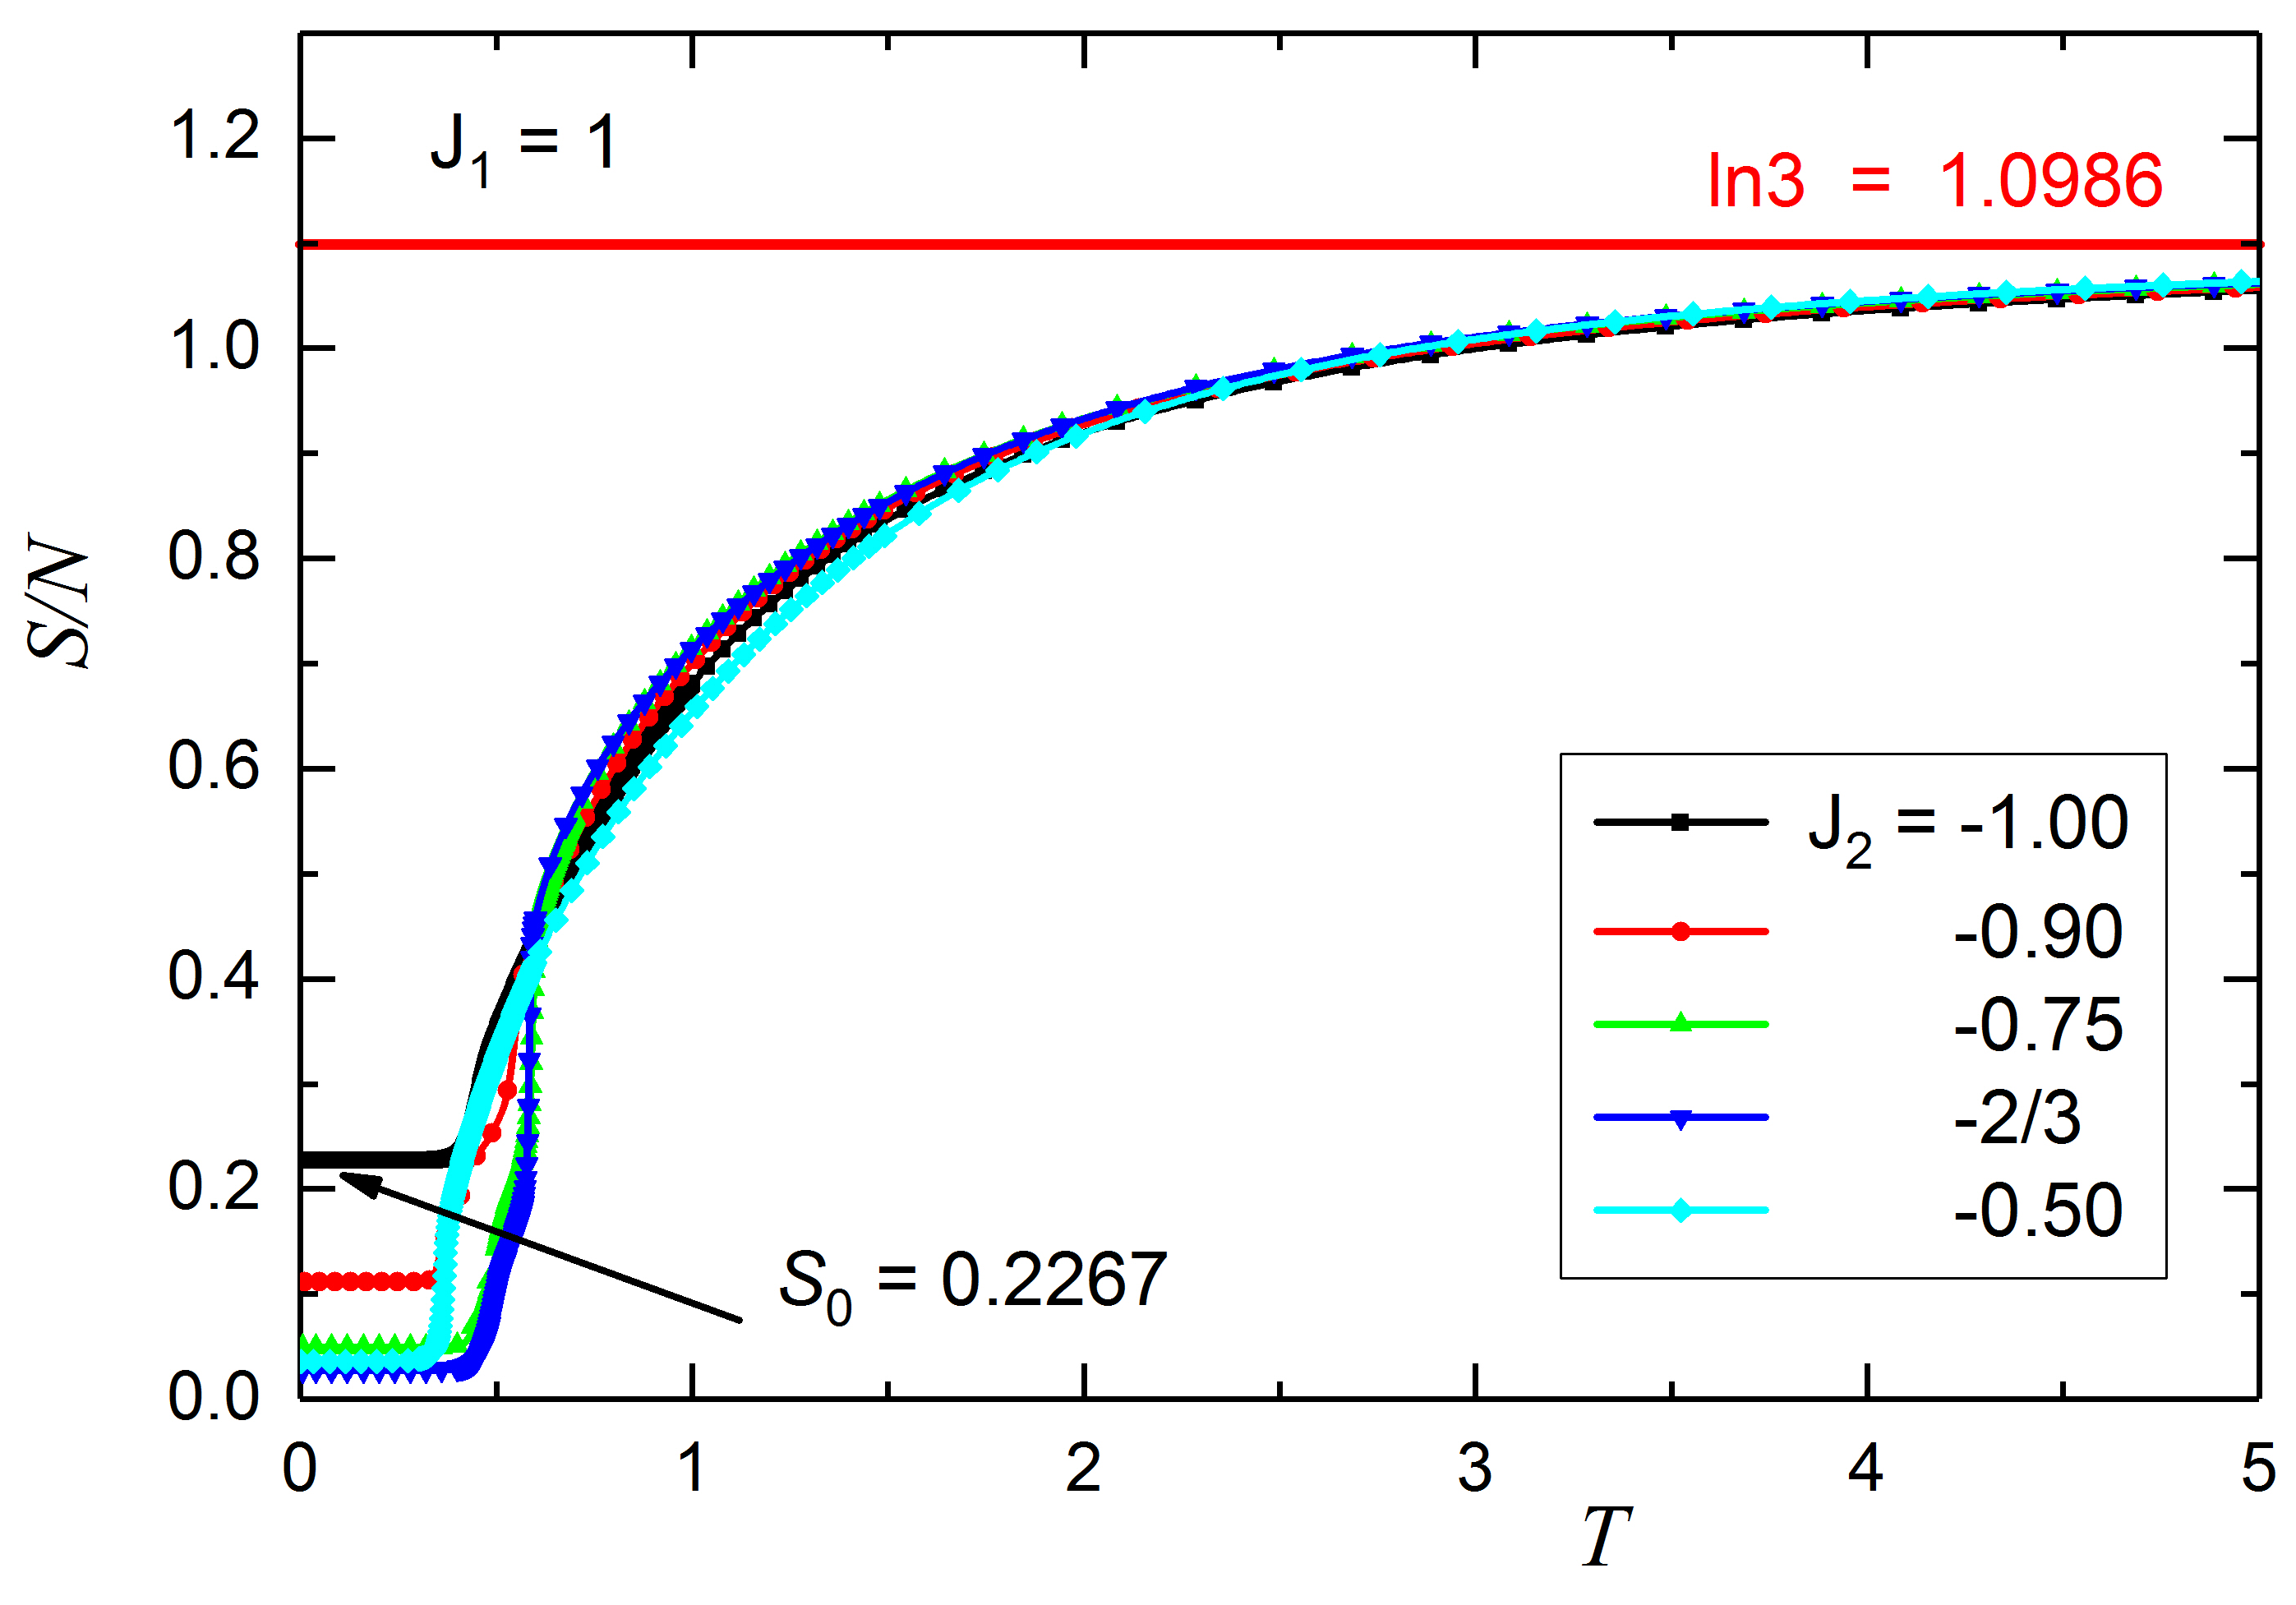 J₁ = 1
ln3 = 1.0986
1.2
1.0
0.8
0.6
0.4
0.2
0.0
S/N
J₂ = -1.00
-0.90
-0.75
-2/3
-0.50
S₀ = 0.2267
0 1 2 3 4 5
T